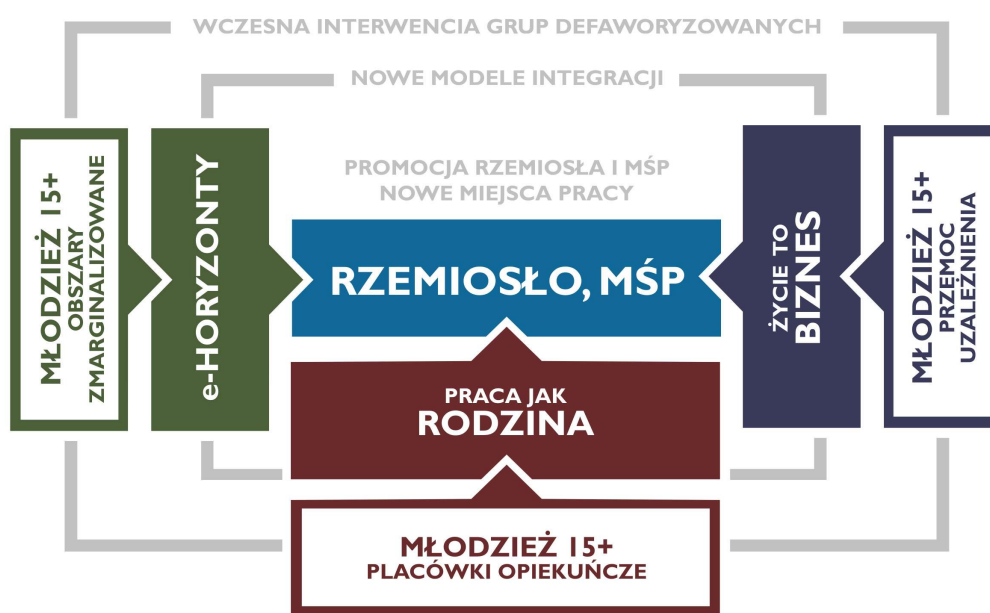 WCZESNA INTERWENCIA GRUP DEFAWORYZOWANYCH
NOWE MODELE INTEGRACJI
PROMOCJA RZEMIOSŁA I MŚP
NOWE MIEJSCA PRACY
MŁODZIEŻ 15+
OBSZARY
ZMARGINALIZOWANE
e-HORYZONTY
RZEMIOSŁO, MŚP
ŻYCIE TO
BIZNES
MŁODZIEŻ 15+
PRZEMOC
UZALEŻNIENIA
PRACA JAK
RODZINA
MŁODZIEŻ 15+
PLACÓWKI OPIEKUŃCZE